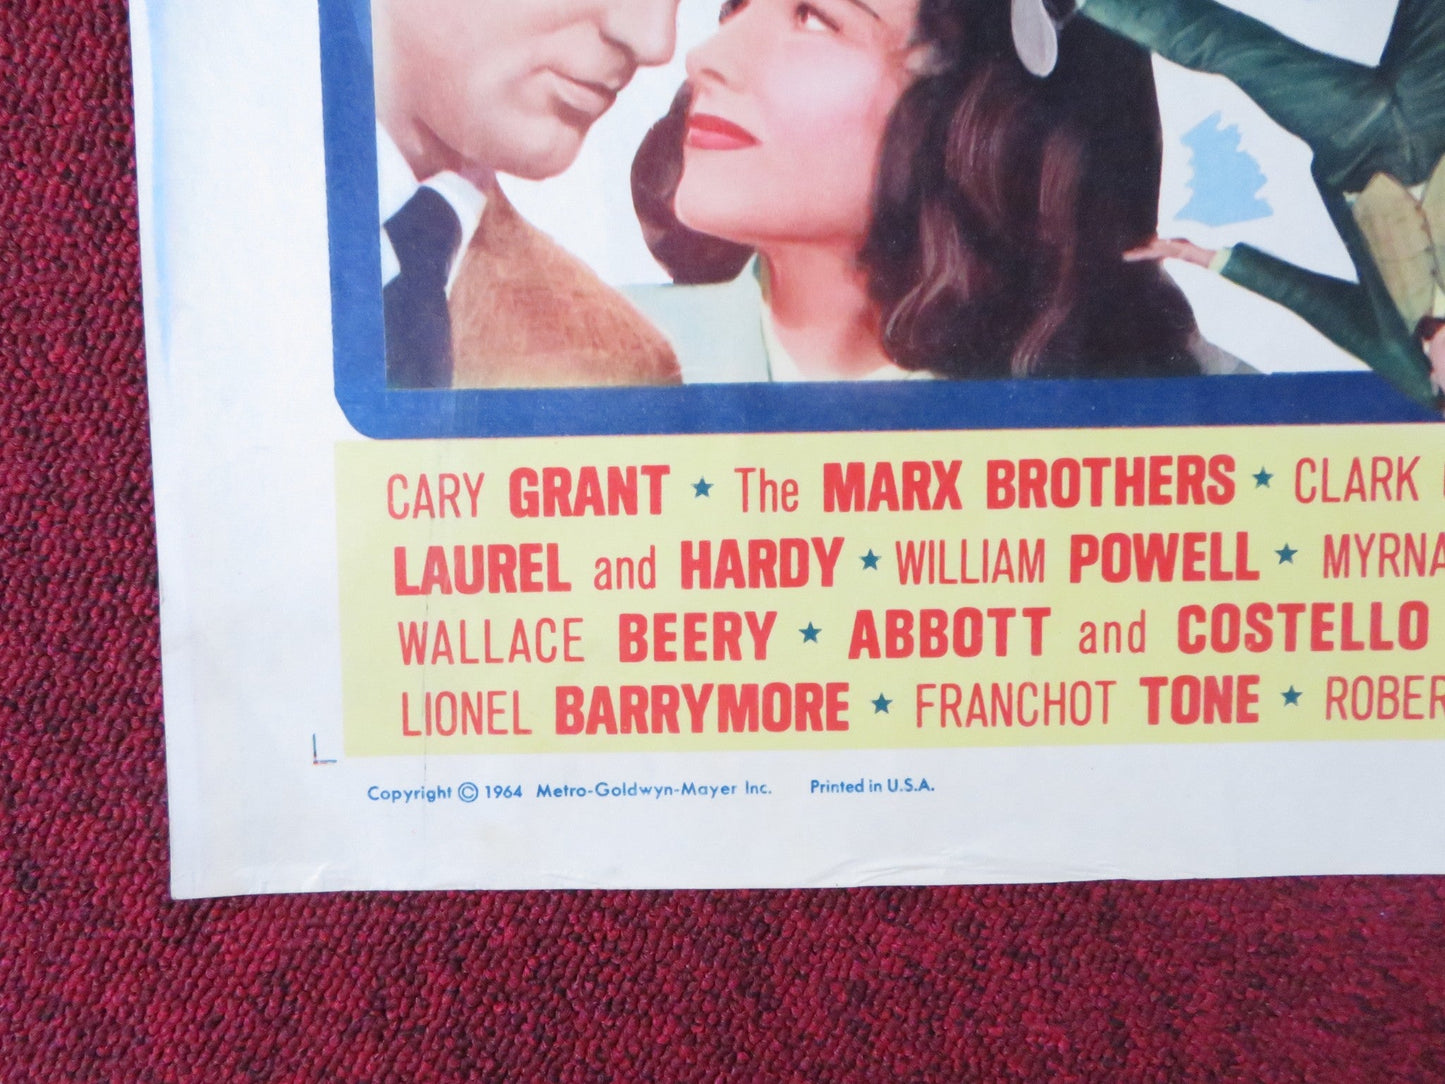 CARY GRANT ★ The MARX BROTHERS ★ CLARK
LAUREL and HARDY ★ WILLIAM POWELL ★ MYRNA
WALLACE BEERY ★ ABBOTT and COSTELLO
LIONEL BARRYMORE ★ FRANCHOT TONE ★ ROBER
Copyright © 1964 Metro-Goldwyn-Mayer Inc. Printed in U.S.A.